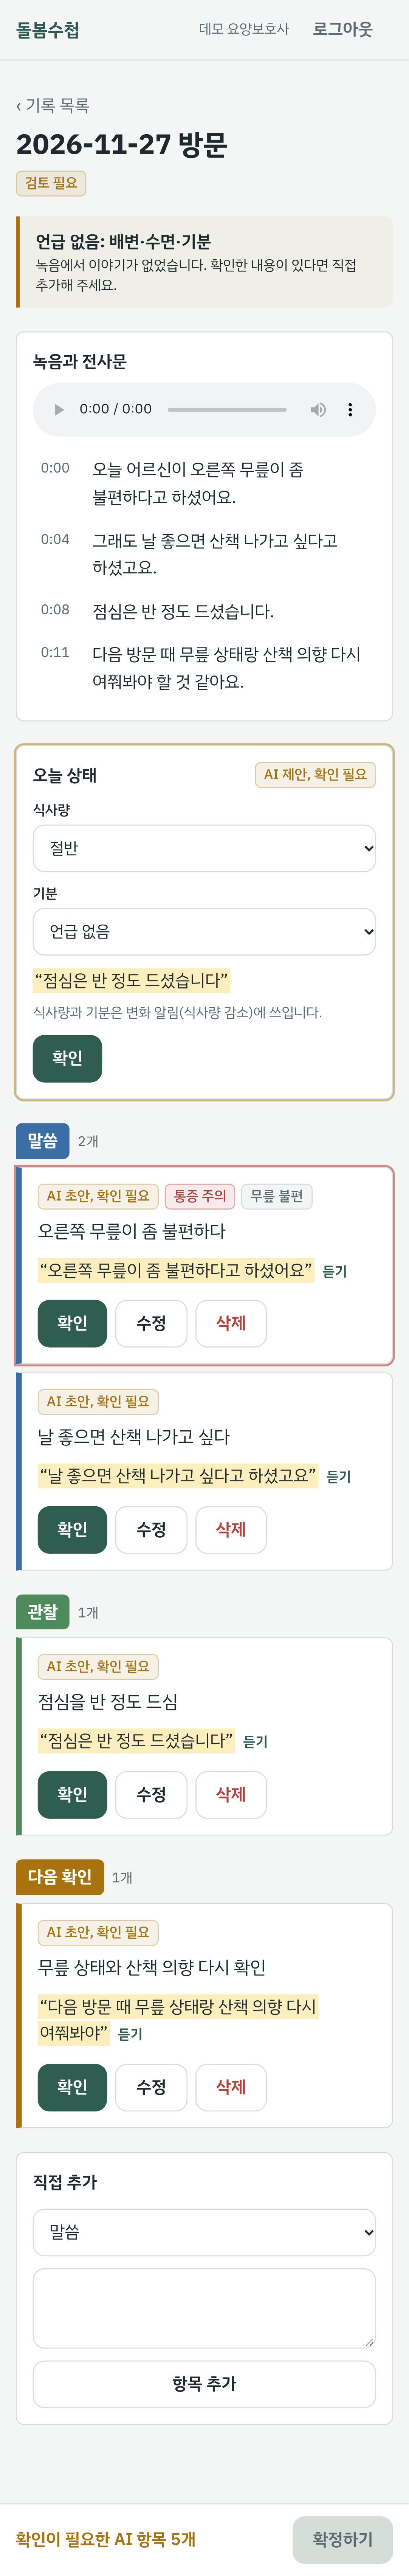 돌봄수첩
데모 요양보호사
로그아웃
‹ 기록 목록
2026-11-27 방문
검토 필요
언급 없음: 배변·수면·기분
녹음에서 이야기가 없었습니다. 확인한 내용이 있다면 직접
추가해 주세요.
녹음과 전사문
0:00 / 0:00
0:00 오늘 어르신이 오른쪽 무릎이 좀
불편하다고 하셨어요.
0:04 그래도 날 좋으면 산책 나가고 싶다고
하셨고요.
0:08 점심은 반 정도 드셨습니다.
0:11 다음 방문 때 무릎 상태랑 산책 의향 다시
여쭤봐야 할 것 같아요.
오늘 상태
AI 제안, 확인 필요
식사량
절반
기분
언급 없음
“점심은 반 정도 드셨습니다”
식사량과 기분은 변화 알림(식사량 감소)에 쓰입니다.
확인
말씀 2개
AI 초안, 확인 필요 통증 주의 무릎 불편
오른쪽 무릎이 좀 불편하다
“오른쪽 무릎이 좀 불편하다고 하셨어요” 듣기
확인 수정 삭제
AI 초안, 확인 필요
날 좋으면 산책 나가고 싶다
“날 좋으면 산책 나가고 싶다고 하셨고요” 듣기
확인 수정 삭제
관찰 1개
AI 초안, 확인 필요
점심을 반 정도 드심
“점심은 반 정도 드셨습니다” 듣기
확인 수정 삭제
다음 확인 1개
AI 초안, 확인 필요
무릎 상태와 산책 의향 다시 확인
“다음 방문 때 무릎 상태랑 산책 의향 다시
여쭤봐야” 듣기
확인 수정 삭제
직접 추가
말씀
항목 추가
확인이 필요한 AI 항목 5개
확정하기